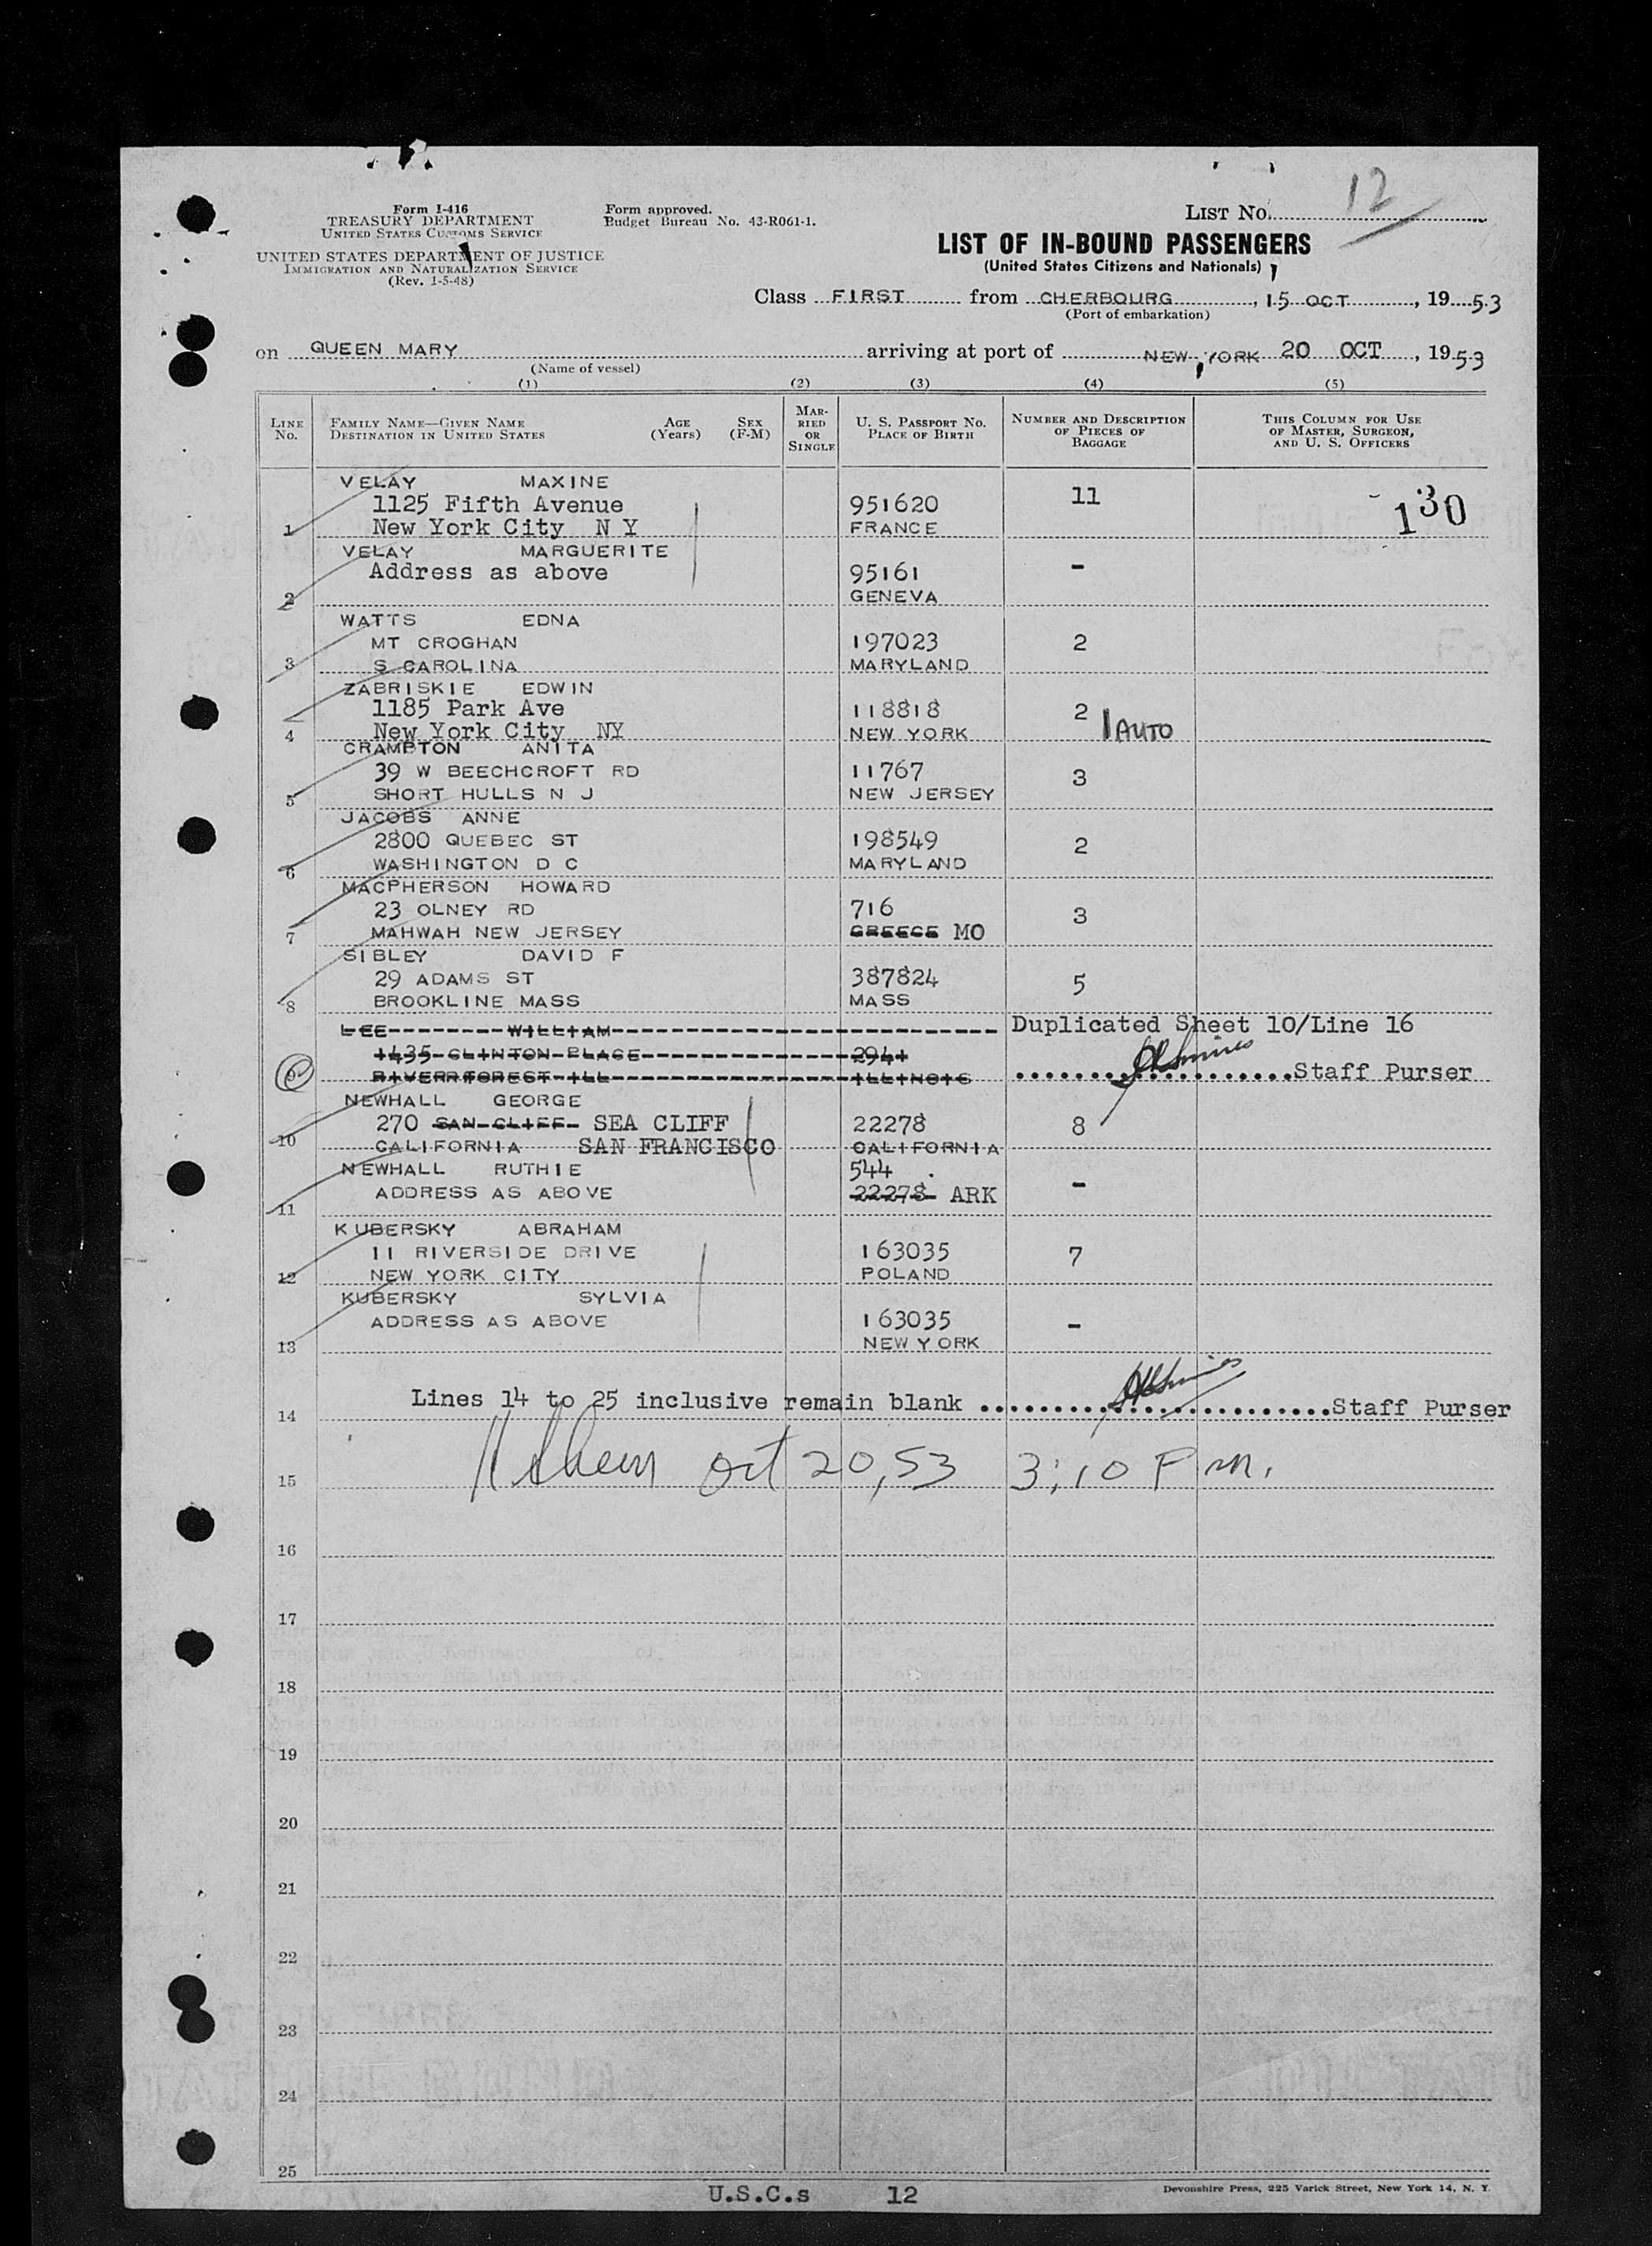 Form I-416
TREASURY DEPARTMENT
UNITED STATES CUSTOMS SERVICE
UNITED STATES DEPARTMENT OF JUSTICE
IMMIGRATION AND NATURALIZATION SERVICE
(Rev. 1-5-48)
Form approved.
Budget Bureau No. 43-R061-1.
LIST NO. 12
LIST OF IN-BOUND PASSENGERS
(United States Citizens and Nationals)
Class FIRST from CHERBOURG, 15 OCT, 1953
(Port of embarkation)
on QUEEN MARY arriving at port of NEW YORK 20 OCT, 1953
(Name of vessel)
(1) (2) (3) (4) (5)
LINE No. FAMILY NAME—GIVEN NAME DESTINATION IN UNITED STATES AGE (Years) SEX (F-M) MARRIED OR SINGLE U. S. PASSPORT NO. PLACE OF BIRTH NUMBER AND DESCRIPTION OF PIECES OF BAGGAGE THIS COLUMN FOR USE OF MASTER, SURGEON, AND U. S. OFFICERS
VELAY MAXINE
1125 Fifth Avenue 951620 11 130
1 New York City N Y FRANCE
VELAY MARGUERITE
Address as above 95161 -
2 GENEVA
WATTS EDNA
MT CROGHAN 197023 2
3 S CAROLINA MARYLAND
ZABRISKIE EDWIN
1185 Park Ave 118818 2 1 AUTO
4 New York City NY NEW YORK
CRAMPTON ANITA
39 W BEECHCROFT RD 11767 3
5 SHORT HULLS N J NEW JERSEY
JACOBS ANNE
2800 QUEBEC ST 198549 2
6 WASHINGTON D C MARYLAND
MACPHERSON HOWARD
23 OLNEY RD 716 3
7 MAHWAH NEW JERSEY GREECE MO
SIBLEY DAVID F
29 ADAMS ST 387824 5
8 BROOKLINE MASS MASS
LEE WILLIAM Duplicated Sheet 10/Line 16
1435 CLINTON PLACE 2941
9 RIVERRFOREST ILL ILLINOIS Staff Purser
NEWHALL GEORGE
270 SAN CLIFF SEA CLIFF 22278 8
10 CALIFORNIA SAN FRANCISCO CALIFORNIA
NEWHALL RUTHIE 544
ADDRESS AS ABOVE 22278 ARK -
11
KUBERSKY ABRAHAM
11 RIVERSIDE DRIVE 163035 7
12 NEW YORK CITY POLAND
KUBERSKY SYLVIA
ADDRESS AS ABOVE 163035 -
13 NEW YORK
Lines 14 to 25 inclusive remain blank Staff Purser
14
15 Oct 20, 53 3:10 P m.
16
17
18
19
20
21
22
23
24
25
U.S.C.s 12
Devonshire Press, 225 Varick Street, New York 14, N. Y.